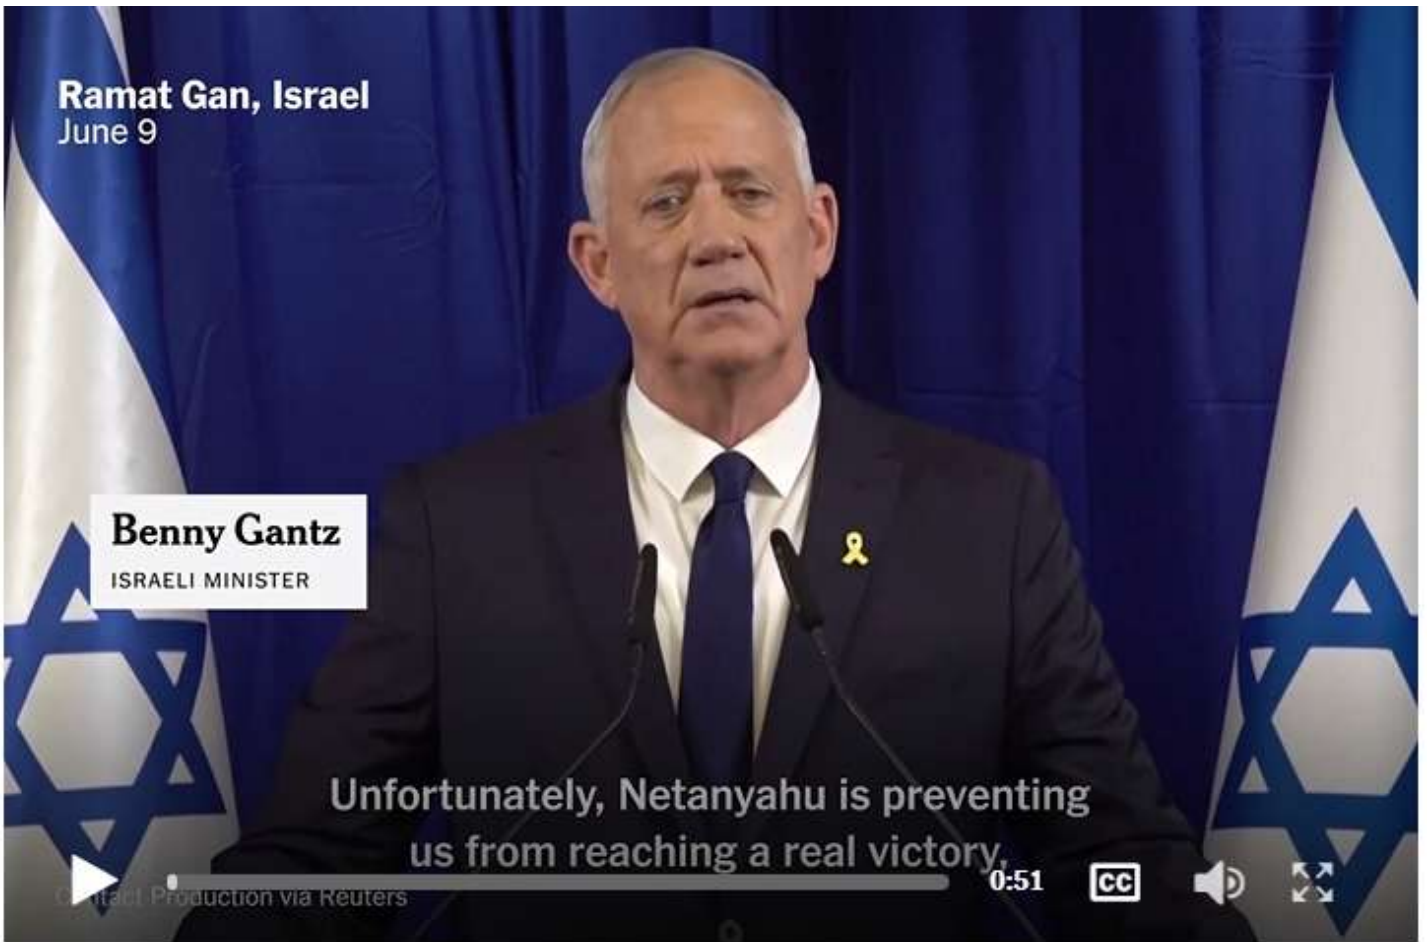 Ramat Gan, Israel
June 9
Benny Gantz
ISRAELI MINISTER
Unfortunately, Netanyahu is preventing
us from reaching a real victory.
0:51
CC
Production via Reuters